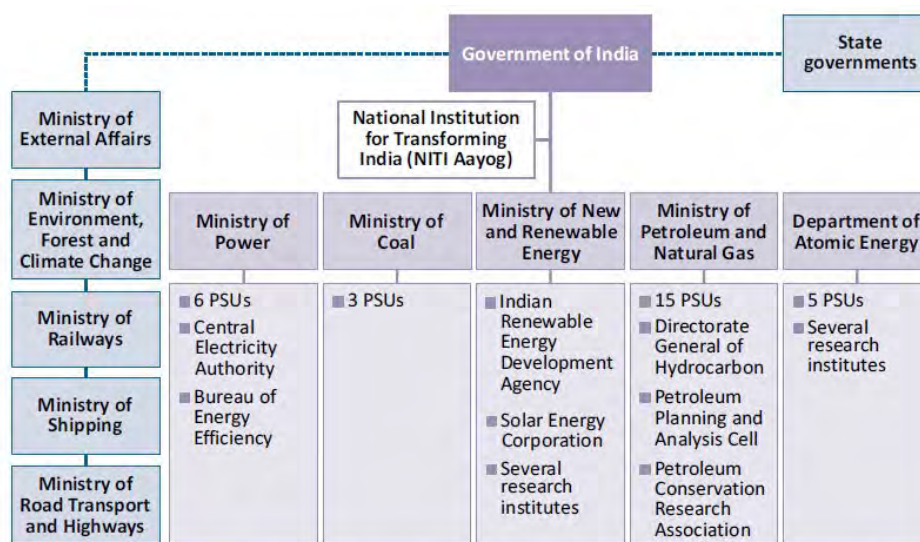 Government of India
State
governments
National Institution
for Transforming
India (NITI Aayog)
Ministry of
External Affairs
Ministry of
Environment,
Forest and
Climate Change
Ministry of
Railways
Ministry of
Shipping
Ministry of
Road Transport
and Highways
Ministry of
Power
6 PSUs
Central
Electricity
Authority
Bureau of
Energy
Efficiency
Ministry of
Coal
3 PSUs
Ministry of New
and Renewable
Energy
Indian
Renewable
Energy
Development
Agency
Solar Energy
Corporation
Several
research
institutes
Ministry of
Petroleum and
Natural Gas
15 PSUs
Directorate
General of
Hydrocarbon
Petroleum
Planning and
Analysis Cell
Petroleum
Conservation
Research
Association
Department of
Atomic Energy
5 PSUs
Several
research
institutes